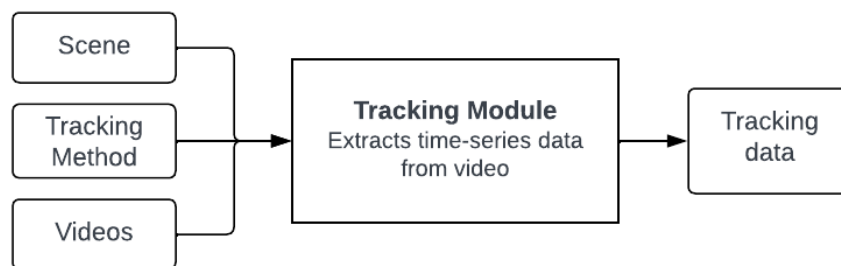 Scene
Tracking
Method
Videos
Tracking Module
Extracts time-series data
from video
Tracking
data